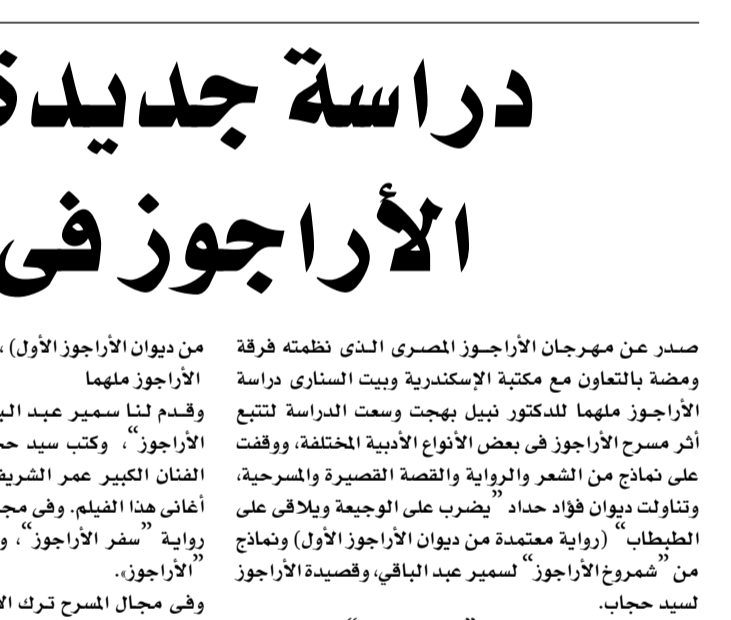 دراسة جديدة
الأراجوز فى
صدر عن مهرجان الأراجوز المصرى الذى نظمته فرقة
ومضة بالتعاون مع مكتبة الإسكندرية وبيت السنارى دراسة
الأراجوز ملهما للدكتور نبيل بهجت وسعت الدراسة لتتبع
أثر مسرح الأراجوز فى بعض الأنواع الأدبية المختلفة، ووقفت
على نماذج من الشعر والرواية والقصة القصيرة والمسرحية،
وتناولت ديوان فؤاد حداد ”يضرب على الوجيعة ويلاقى على
الطبطاب“ (رواية معتمدة من ديوان الأراجوز الأول) ونماذج
من ”شمروخ الأراجوز“ لسمير عبد الباقي، وقصيدة الأراجوز
لسيد حجاب.
من ديوان الأراجوز الأول) ،
الأراجوز ملهما
وقدم لنا سمير عبد
الأراجوز“، وكتب سيد
الفنان الكبير عمر الشريف
أغانى هذا الفيلم. وفى
رواية ”سفر الأراجوز“،
”الأراجوز».
وفى مجال المسرح ترك